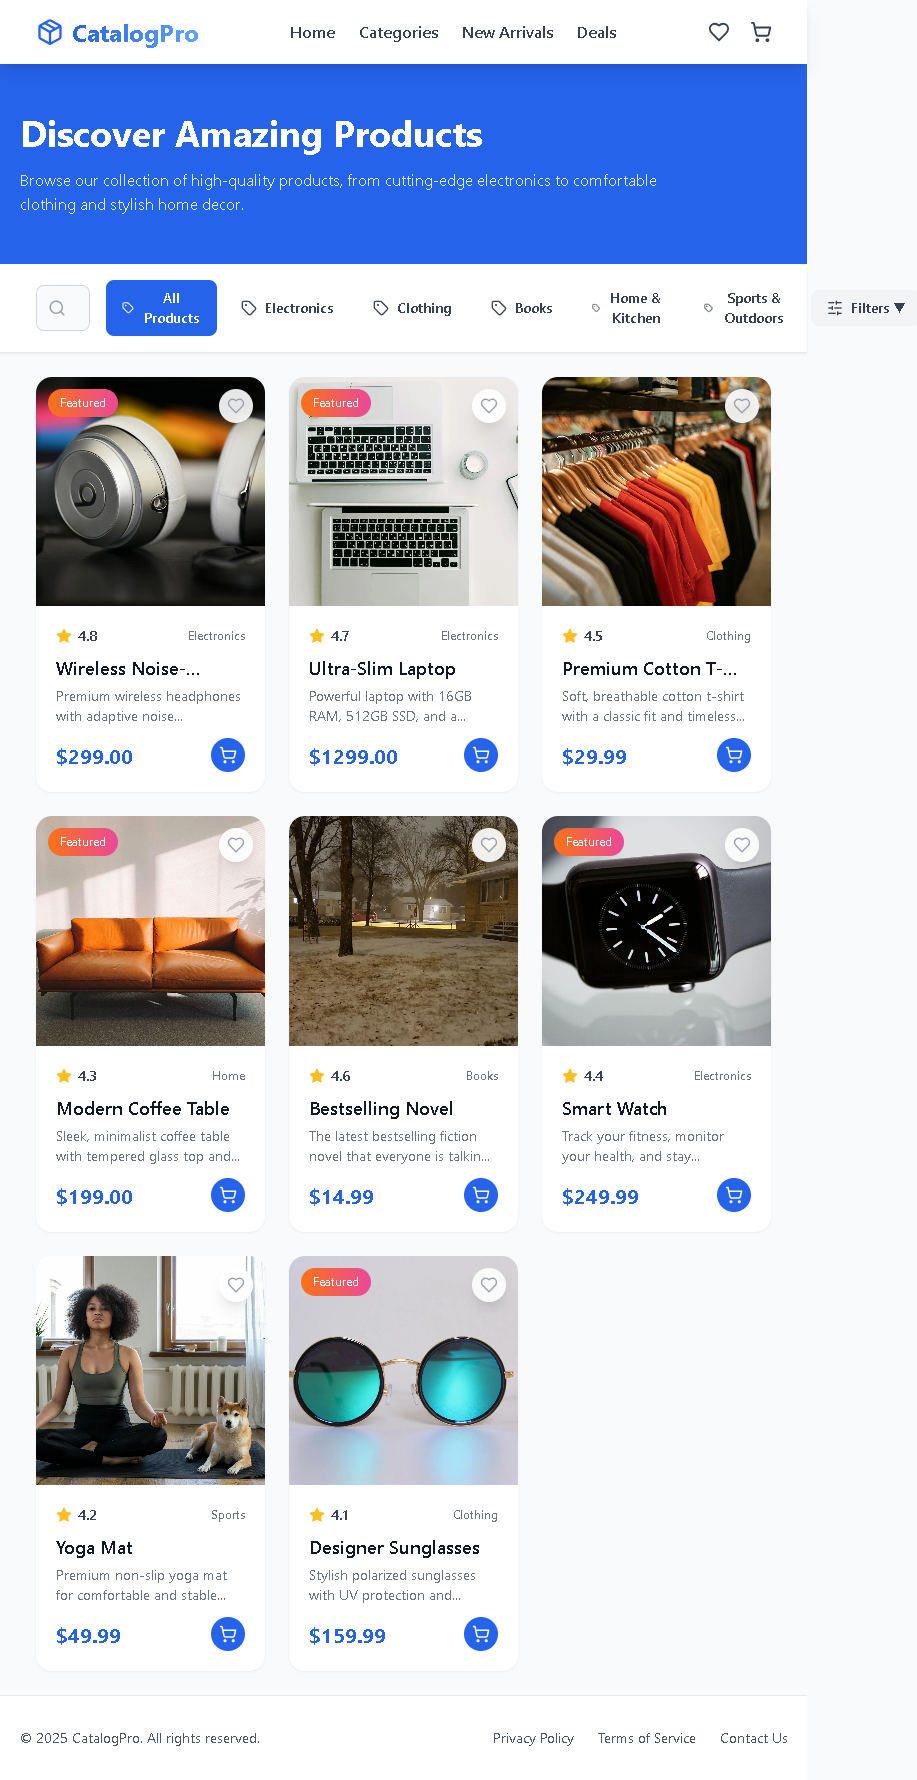 CatalogPro
Home
Categories
New Arrivals
Deals
Discover Amazing Products
Browse our collection of high-quality products, from cutting-edge electronics to comfortable
clothing and stylish home decor.
All
Products
Electronics
Clothing
Books
Home &
Kitchen
Sports &
Outdoors
Filters ▼
Featured
4.8
Electronics
Wireless Noise-...
Premium wireless headphones
with adaptive noise...
$299.00
Featured
4.7
Electronics
Ultra-Slim Laptop
Powerful laptop with 16GB
RAM, 512GB SSD, and a...
$1299.00
4.5
Clothing
Premium Cotton T-...
Soft, breathable cotton t-shirt
with a classic fit and timeless...
$29.99
Featured
4.3
Home
Modern Coffee Table
Sleek, minimalist coffee table
with tempered glass top and...
$199.00
4.6
Books
Bestselling Novel
The latest bestselling fiction
novel that everyone is talkin...
$14.99
Featured
4.4
Electronics
Smart Watch
Track your fitness, monitor
your health, and stay...
$249.99
4.2
Sports
Yoga Mat
Premium non-slip yoga mat
for comfortable and stable...
$49.99
Featured
4.1
Clothing
Designer Sunglasses
Stylish polarized sunglasses
with UV protection and...
$159.99
© 2025 CatalogPro. All rights reserved.
Privacy Policy
Terms of Service
Contact Us